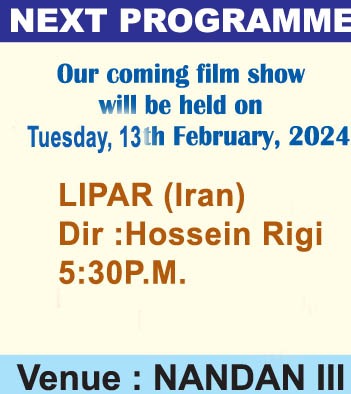 NEXT PROGRAMME
Our coming film show
will be held on
Tuesday, 13th February, 2024
LIPAR (Iran)
Dir :Hossein Rigi
5:30P.M.
Venue : NANDAN III